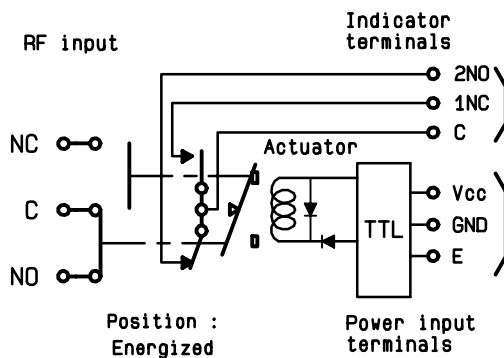 RF input
Indicator
terminals
2NO
1NC
C
Actuator
NC
C
NO
TTL
Vcc
GND
E
Position :
Energized
Power input
terminals